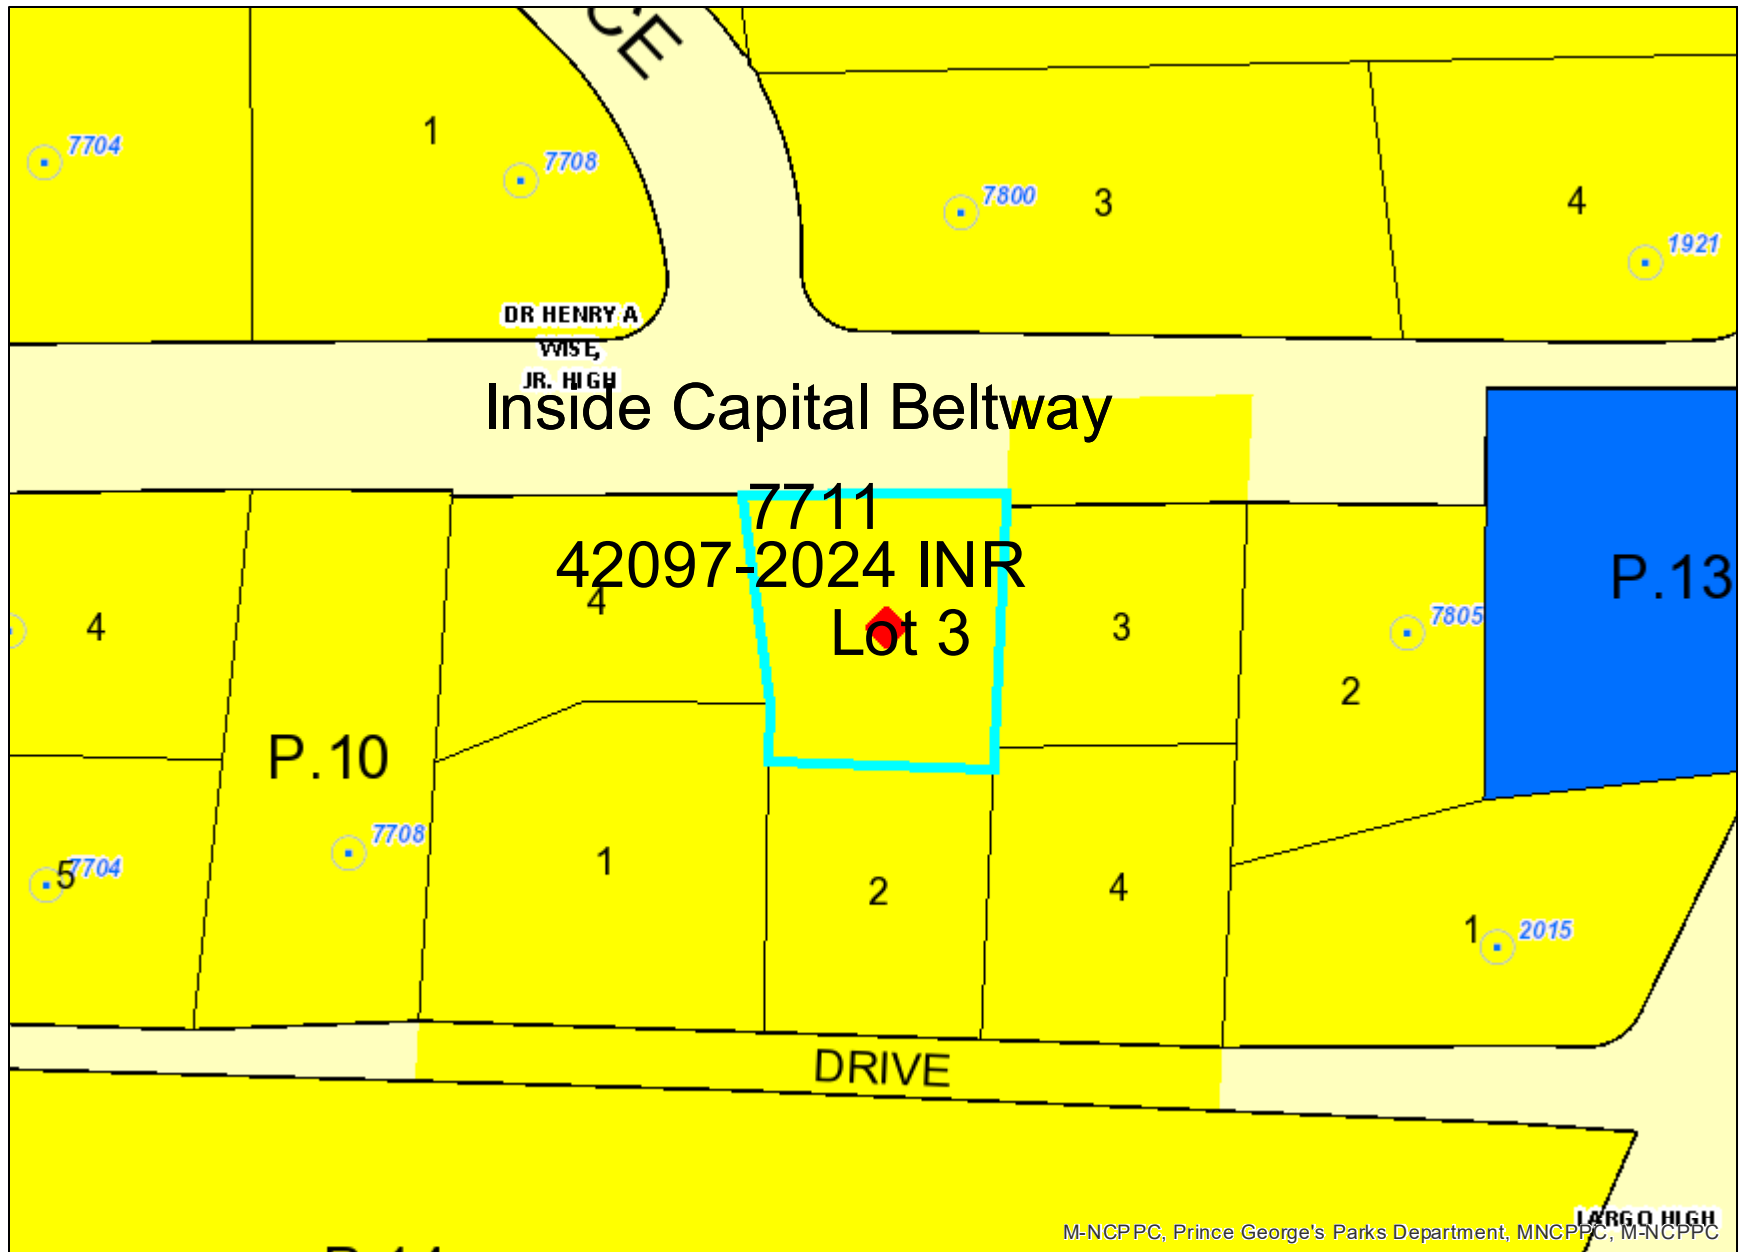 CE
7704
1
7708
7800
3
4
1921
DR HENRY A
WISE,
JR. HIGH
Inside Capital Beltway
7711
42097-2024 INR
Lot 3
4
4
3
7805
2
P.13
P.10
7708
5
7704
1
2
4
1
2015
DRIVE
LARGO HIGH
M-NCPPC, Prince George's Parks Department, MNCPPC, M-NCPPC